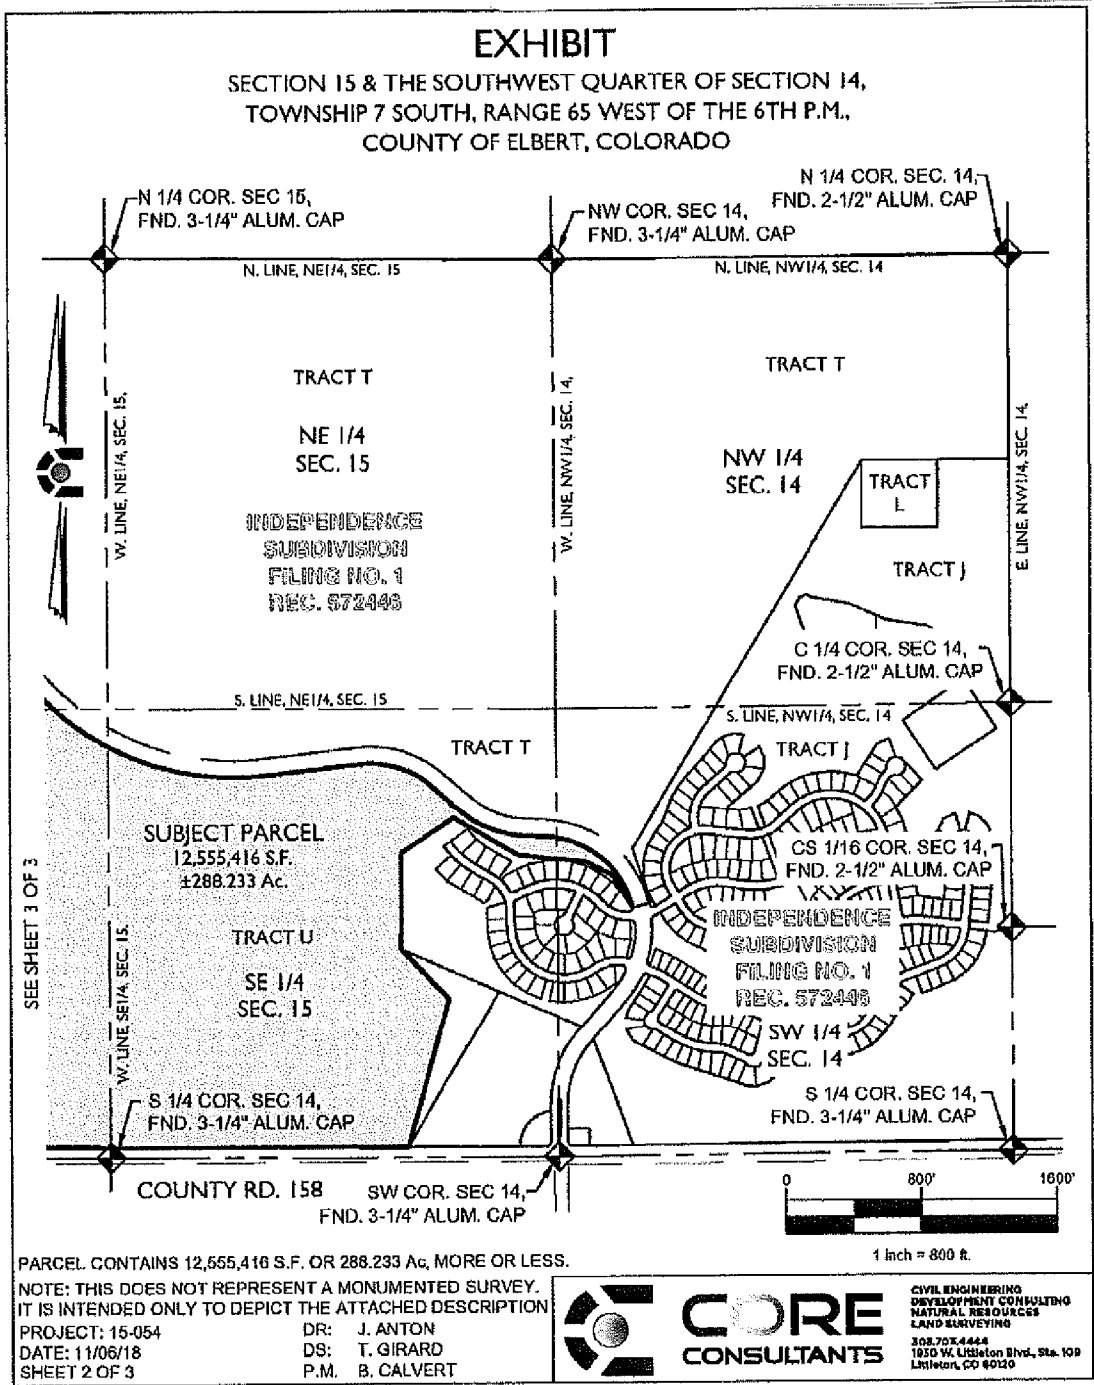 EXHIBIT
SECTION 15 & THE SOUTHWEST QUARTER OF SECTION 14,
TOWNSHIP 7 SOUTH, RANGE 65 WEST OF THE 6TH P.M.,
COUNTY OF ELBERT, COLORADO
N 1/4 COR. SEC 15,
FND. 3-1/4" ALUM. CAP
NW COR. SEC 14,
FND. 3-1/4" ALUM. CAP
N 1/4 COR. SEC. 14,
FND. 2-1/2" ALUM. CAP
N. LINE, NE1/4, SEC. 15
N. LINE, NW1/4, SEC. 14
TRACT T
NE 1/4
SEC. 15
INDEPENDENCE
SUBDIVISION
FILING NO. 1
REC. 572446
W. LINE, NE1/4, SEC. 15,
W. LINE, NW1/4, SEC. 14,
TRACT T
NW 1/4
SEC. 14
TRACT
L
TRACT J
E. LINE, NW1/4, SEC. 14,
C 1/4 COR. SEC 14,
FND. 2-1/2" ALUM. CAP
S. LINE, NE1/4, SEC. 15
S. LINE, NW1/4, SEC. 14
TRACT T
TRACT J
SUBJECT PARCEL
12,555,416 S.F.
±288.233 Ac.
TRACT U
SE 1/4
SEC. 15
SEE SHEET 3 OF 3
W. LINE SE1/4, SEC. 15,
CS 1/16 COR. SEC 14,
FND. 2-1/2" ALUM. CAP
INDEPENDENCE
SUBDIVISION
FILING NO. 1
REC. 572446
SW 1/4
SEC. 14
S 1/4 COR. SEC 14,
FND. 3-1/4" ALUM. CAP
S 1/4 COR. SEC 14,
FND. 3-1/4" ALUM. CAP
COUNTY RD. 158
SW COR. SEC 14,
FND. 3-1/4" ALUM. CAP
0 800' 1600'
1 inch = 800 ft.
PARCEL CONTAINS 12,555,416 S.F. OR 288.233 Ac, MORE OR LESS.
NOTE: THIS DOES NOT REPRESENT A MONUMENTED SURVEY.
IT IS INTENDED ONLY TO DEPICT THE ATTACHED DESCRIPTION
PROJECT: 15-054
DR: J. ANTON
DATE: 11/06/18
DS: T. GIRARD
SHEET 2 OF 3
P.M. B. CALVERT
CORE
CONSULTANTS
CIVIL ENGINEERING
DEVELOPMENT CONSULTING
NATURAL RESOURCES
LAND SURVEYING
303.703.4444
1950 W. Littleton Blvd., Ste. 109
Littleton, CO 80120